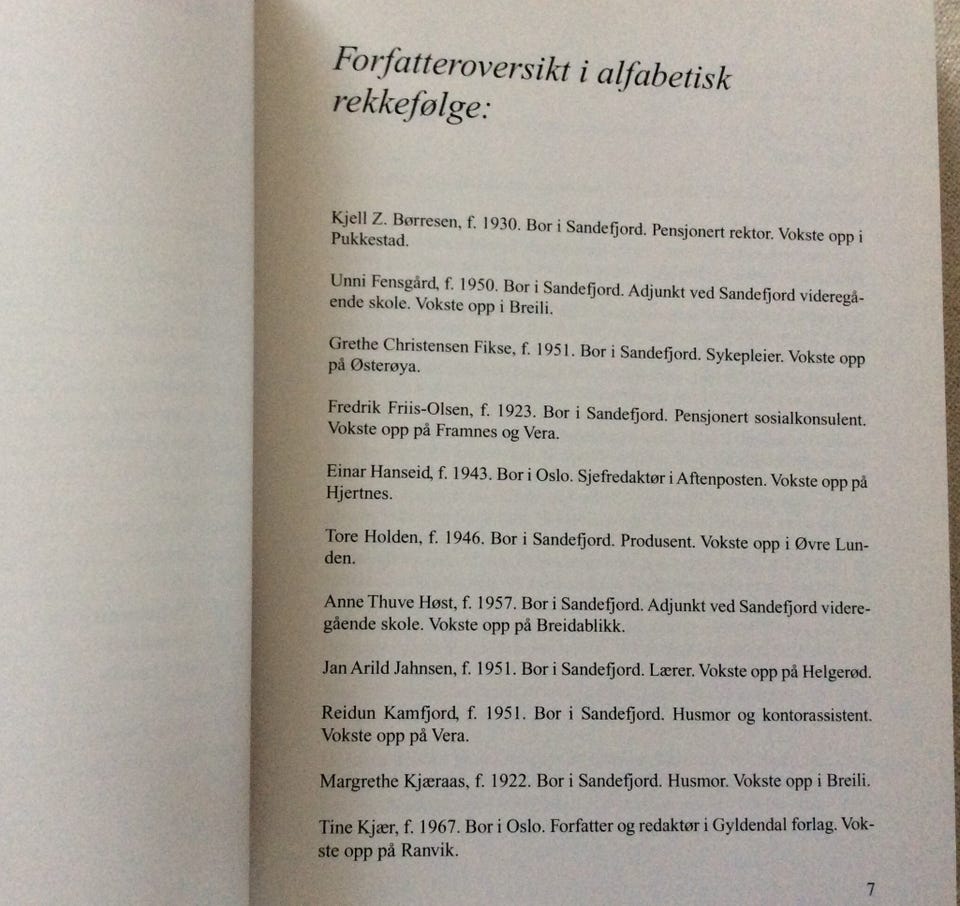 Forfatteroversikt i alfabetisk
rekkefølge:
Kjell Z. Børresen, f. 1930. Bor i Sandefjord. Pensjonert rektor. Vokste opp i
Pukkestad.
Unni Fensgård, f. 1950. Bor i Sandefjord. Adjunkt ved Sandefjord videregå-
ende skole. Vokste opp i Breili.
Grethe Christensen Fikse, f. 1951. Bor i Sandefjord. Sykepleier. Vokste opp
på Østerøya.
Fredrik Friis-Olsen, f. 1923. Bor i Sandefjord. Pensjonert sosialkonsulent.
Vokste opp på Framnes og Vera.
Einar Hanseid, f. 1943. Bor i Oslo. Sjefredaktør i Aftenposten. Vokste opp på
Hjertnes.
Tore Holden, f. 1946. Bor i Sandefjord. Produsent. Vokste opp i Øvre Lun-
den.
Anne Thuve Høst, f. 1957. Bor i Sandefjord. Adjunkt ved Sandefjord videre-
gående skole. Vokste opp på Breidablikk.
Jan Arild Jahnsen, f. 1951. Bor i Sandefjord. Lærer. Vokste opp på Helgerød.
Reidun Kamfjord, f. 1951. Bor i Sandefjord. Husmor og kontorassistent.
Vokste opp på Vera.
Margrethe Kjæraas, f. 1922. Bor i Sandefjord. Husmor. Vokste opp i Breili.
Tine Kjær, f. 1967. Bor i Oslo. Forfatter og redaktør i Gyldendal forlag. Vok-
ste opp på Ranvik.
7